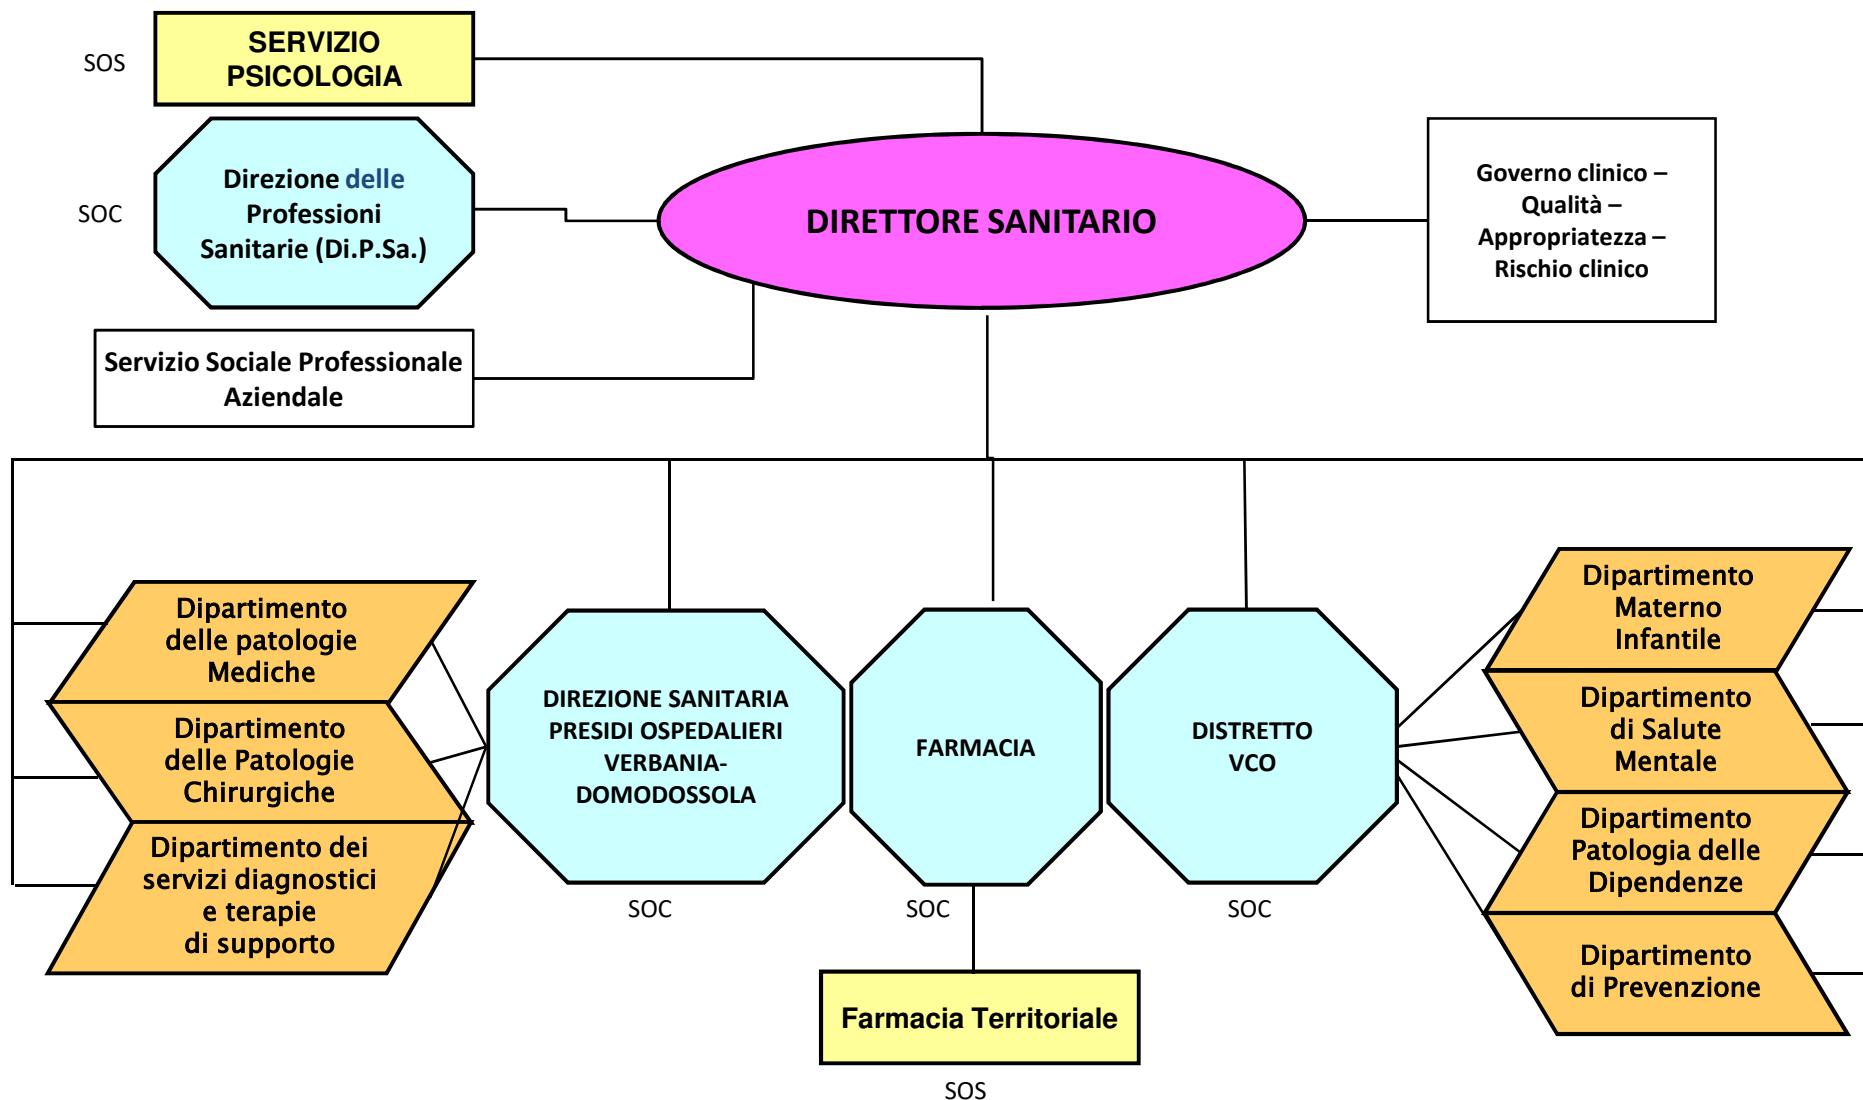 SOS
SERVIZIO
PSICOLOGIA
SOC
Direzione delle
Professioni
Sanitarie (Di.P.Sa.)
DIRETTORE SANITARIO
Governo clinico –
Qualità –
Appropriatezza –
Rischio clinico
Servizio Sociale Professionale
Aziendale
Dipartimento
delle patologie
Mediche
Dipartimento
delle Patologie
Chirurgiche
Dipartimento dei
servizi diagnostici
e terapie
di supporto
DIREZIONE SANITARIA
PRESIDI OSPEDALIERI
VERBANIA-
DOMODOSSOLA
SOC
FARMACIA
SOC
DISTRETTO
VCO
SOC
Dipartimento
Materno
Infantile
Dipartimento
di Salute
Mentale
Dipartimento
Patologia delle
Dipendenze
Dipartimento
di Prevenzione
Farmacia Territoriale
SOS